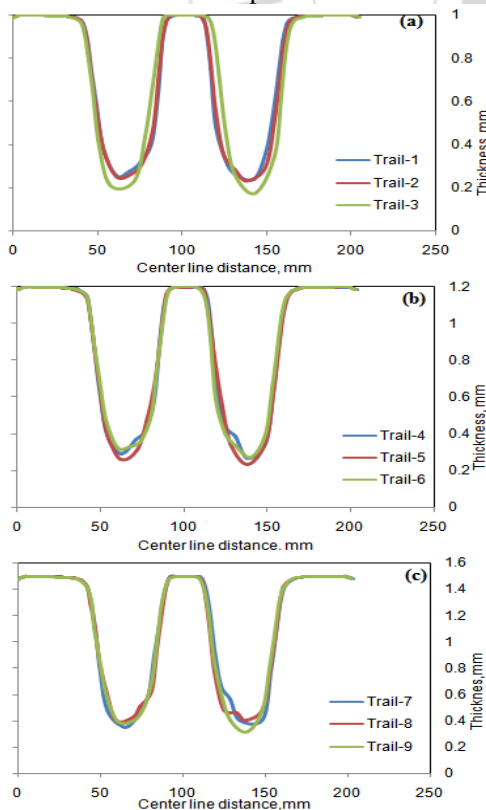 (a)
1
0.8
0.6
0.4
0.2
0
Thickness, mm
Trail-1
Trail-2
Trail-3
0 50 100 150 200 250
Center line distance, mm
(b)
1.2
1
0.8
0.6
0.4
0.2
0
Thickness, mm
Trail-4
Trail-5
Trail-6
0 50 100 150 200 250
Center line distance. mm
(c)
1.6
1.4
1.2
1
0.8
0.6
0.4
0.2
0
Thicknes, mm
Trail-7
Trail-8
Trail-9
0 50 100 150 200 250
Center line distance,mm